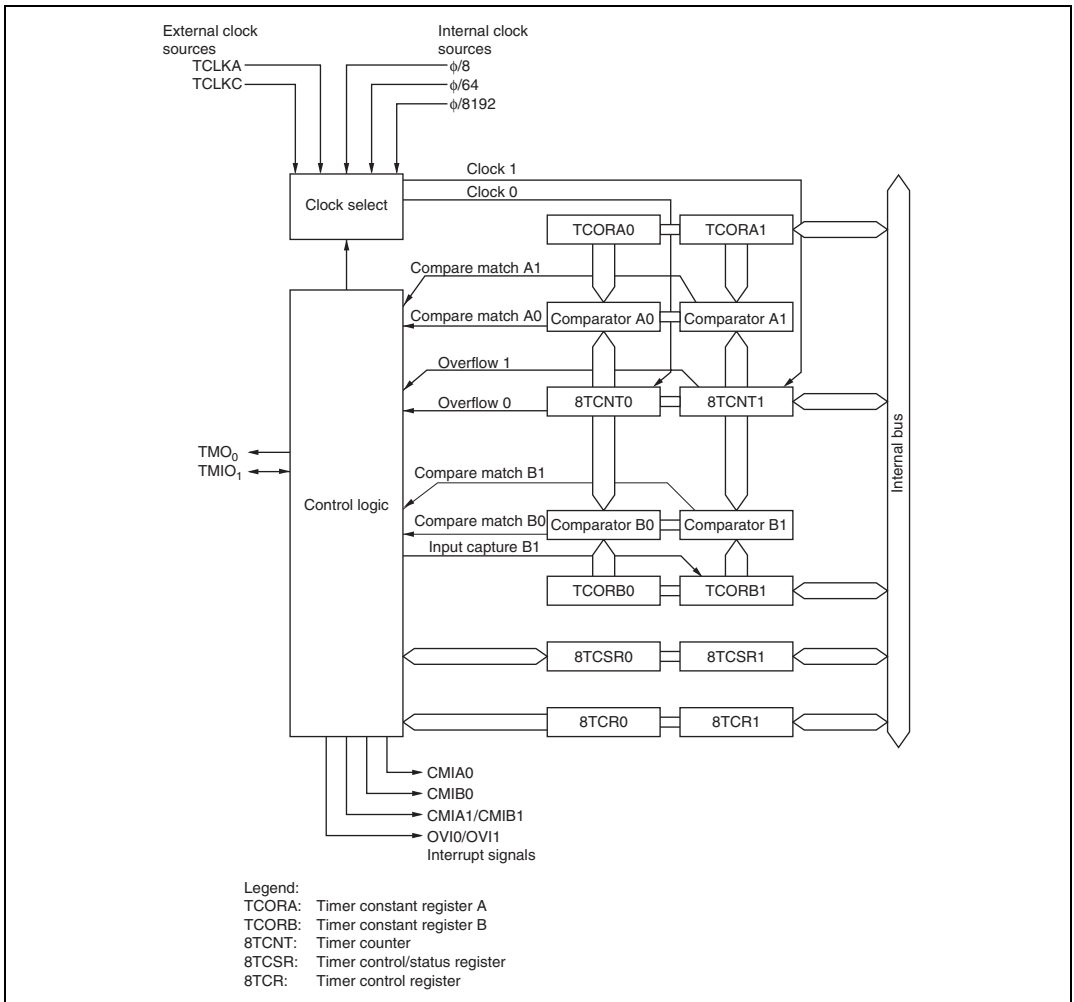 External clock
sources
TCLKA
TCLKC
Internal clock
sources
ϕ/8
ϕ/64
ϕ/8192
Clock select
Clock 1
Clock 0
TCORA0
TCORA1
Compare match A1
Compare match A0
Comparator A0
Comparator A1
Overflow 1
Overflow 0
8TCNT0
8TCNT1
Internal bus
TMO0
TMIO1
Control logic
Compare match B1
Compare match B0
Comparator B0
Comparator B1
Input capture B1
TCORB0
TCORB1
8TCSR0
8TCSR1
8TCR0
8TCR1
CMIA0
CMIB0
CMIA1/CMIB1
OVI0/OVI1
Interrupt signals
Legend:
TCORA: Timer constant register A
TCORB: Timer constant register B
8TCNT: Timer counter
8TCSR: Timer control/status register
8TCR: Timer control register